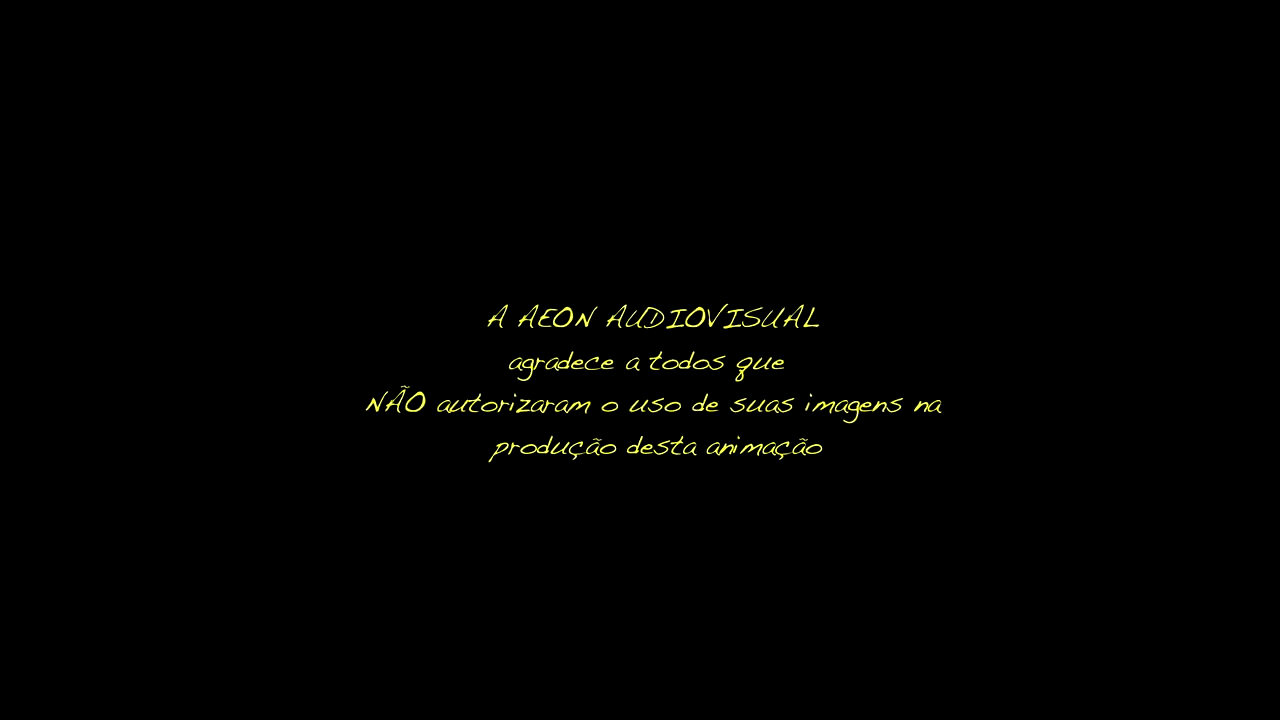 A AEON AUDIOVISUAL
agradece a todos que
NÃO autorizaram o uso de suas imagens na
produção desta animação